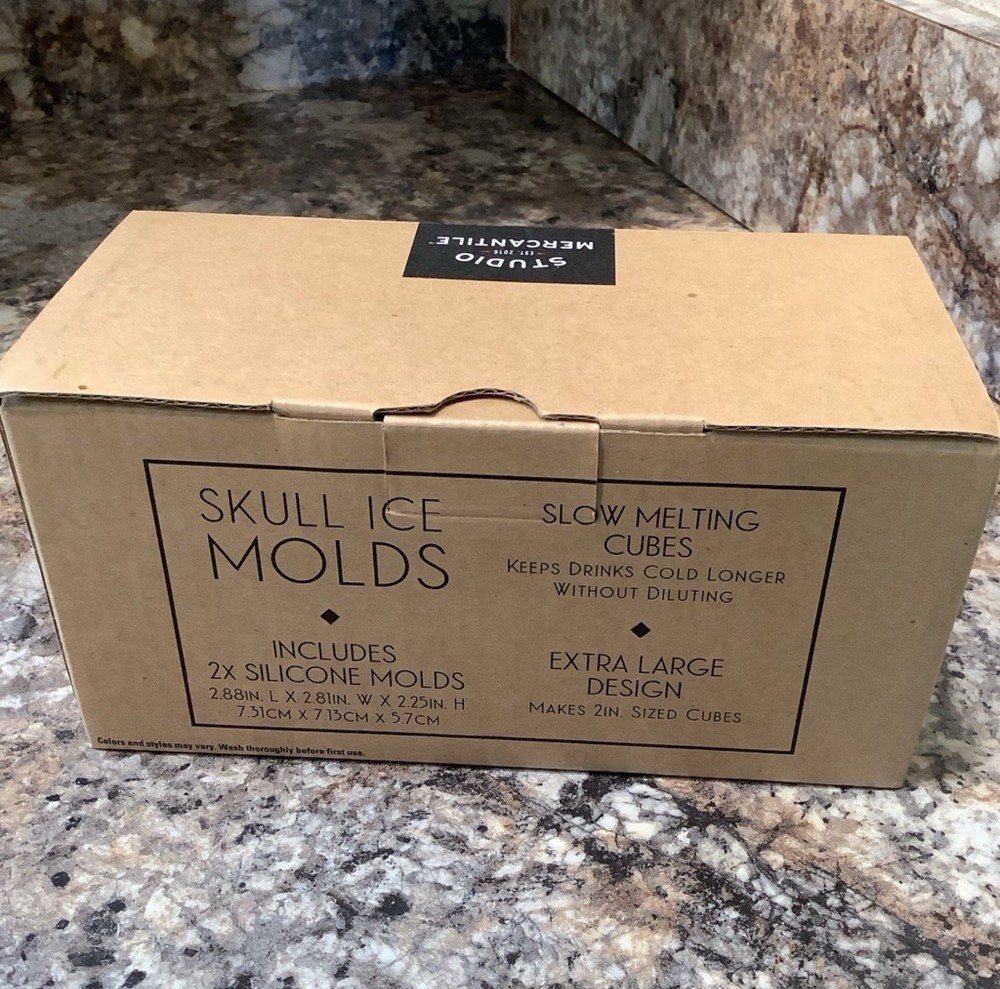 STUDIO
EST. 2016
MERCANTILE™
SKULL ICE
MOLDS
INCLUDES
2X SILICONE MOLDS
2.88IN. L X 2.81IN. W X 2.25IN. H
7.31CM X 7.13CM X 5.7CM
SLOW MELTING
CUBES
KEEPS DRINKS COLD LONGER
WITHOUT DILUTING
EXTRA LARGE
DESIGN
MAKES 2IN. SIZED CUBES
Colors and styles may vary. Wash thoroughly before first use.